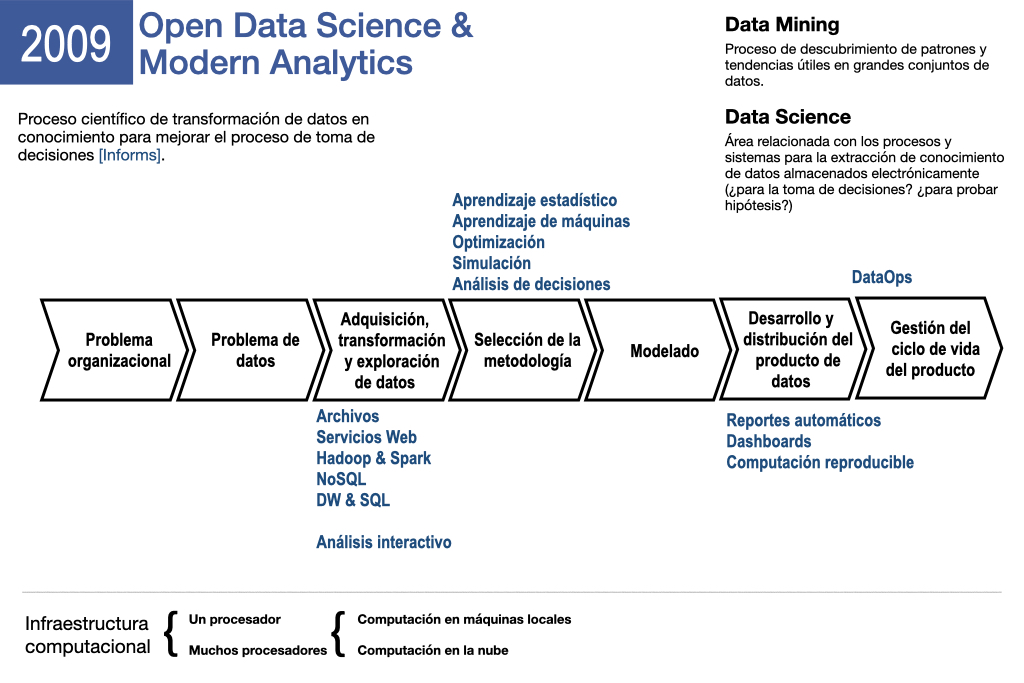 2009
Open Data Science &
Modern Analytics
Proceso científico de transformación de datos en
conocimiento para mejorar el proceso de toma de
decisiones [Informs].
Data Mining
Proceso de descubrimiento de patrones y
tendencias útiles en grandes conjuntos de
datos.
Data Science
Área relacionada con los procesos y
sistemas para la extracción de conocimiento
de datos almacenados electrónicamente
(¿para la toma de decisiones? ¿para probar
hipótesis?)
Aprendizaje estadístico
Aprendizaje de máquinas
Optimización
Simulación
Análisis de decisiones
DataOps
Problema
organizacional
Problema de
datos
Adquisición,
transformación
y exploración
de datos
Selección de la
metodología
Modelado
Desarrollo y
distribución del
producto de
datos
Gestión del
ciclo de vida
del producto
Archivos
Servicios Web
Hadoop & Spark
NoSQL
DW & SQL
Análisis interactivo
Reportes automáticos
Dashboards
Computación reproducible
Infraestructura
computacional
{
Un procesador
Muchos procesadores
{
Computación en máquinas locales
Computación en la nube